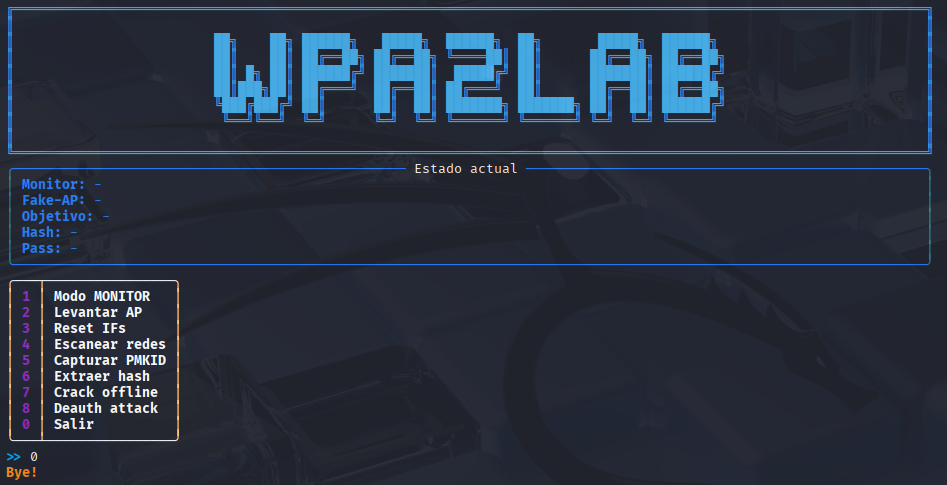 WPA2LAB
Estado actual
Monitor: -
Fake-AP: -
Objetivo: -
Hash: -
Pass: -
1 Modo MONITOR
2 Levantar AP
3 Reset IFs
4 Escanear redes
5 Capturar PMKID
6 Extraer hash
7 Crack offline
8 Deauth attack
0 Salir
>> 0
Bye!